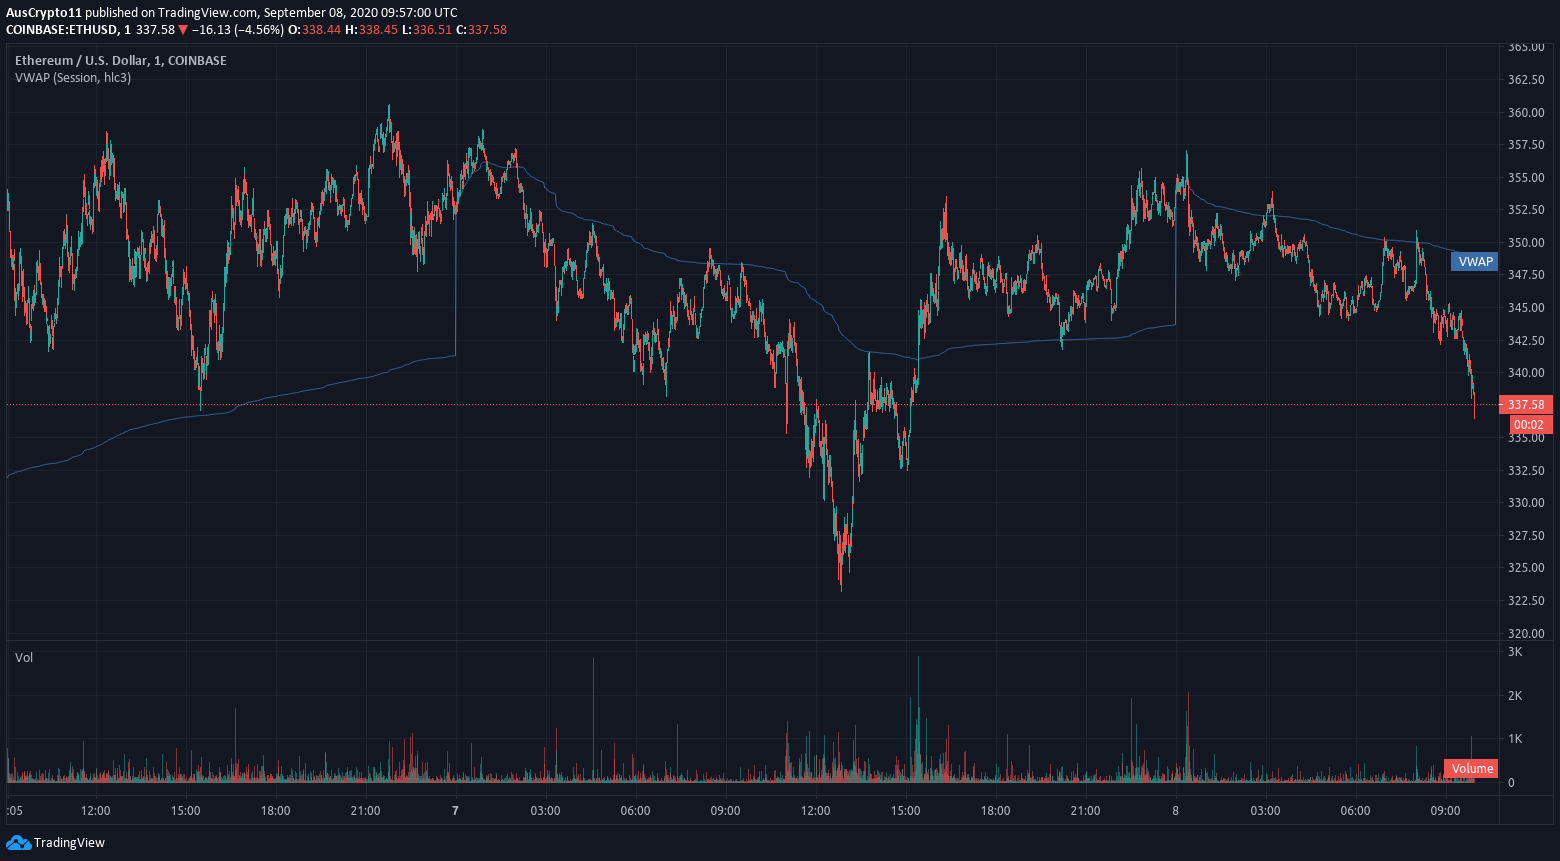 AusCrypto11 published on TradingView.com, September 08, 2020 09:57:00 UTC
COINBASE:ETHUSD, 1 337.58 ▼ −16.13 (−4.56%) O:338.44 H:338.45 L:336.51 C:337.58
Ethereum / U.S. Dollar, 1, COINBASE
VWAP (Session, hlc3)
365.00
362.50
360.00
357.50
355.00
352.50
350.00
VWAP
347.50
345.00
342.50
340.00
337.58
00:02
335.00
332.50
330.00
327.50
325.00
322.50
320.00
Vol
3K
2K
1K
Volume
0
:05 12:00 15:00 18:00 21:00 7 03:00 06:00 09:00 12:00 15:00 18:00 21:00 8 03:00 06:00 09:00
TradingView